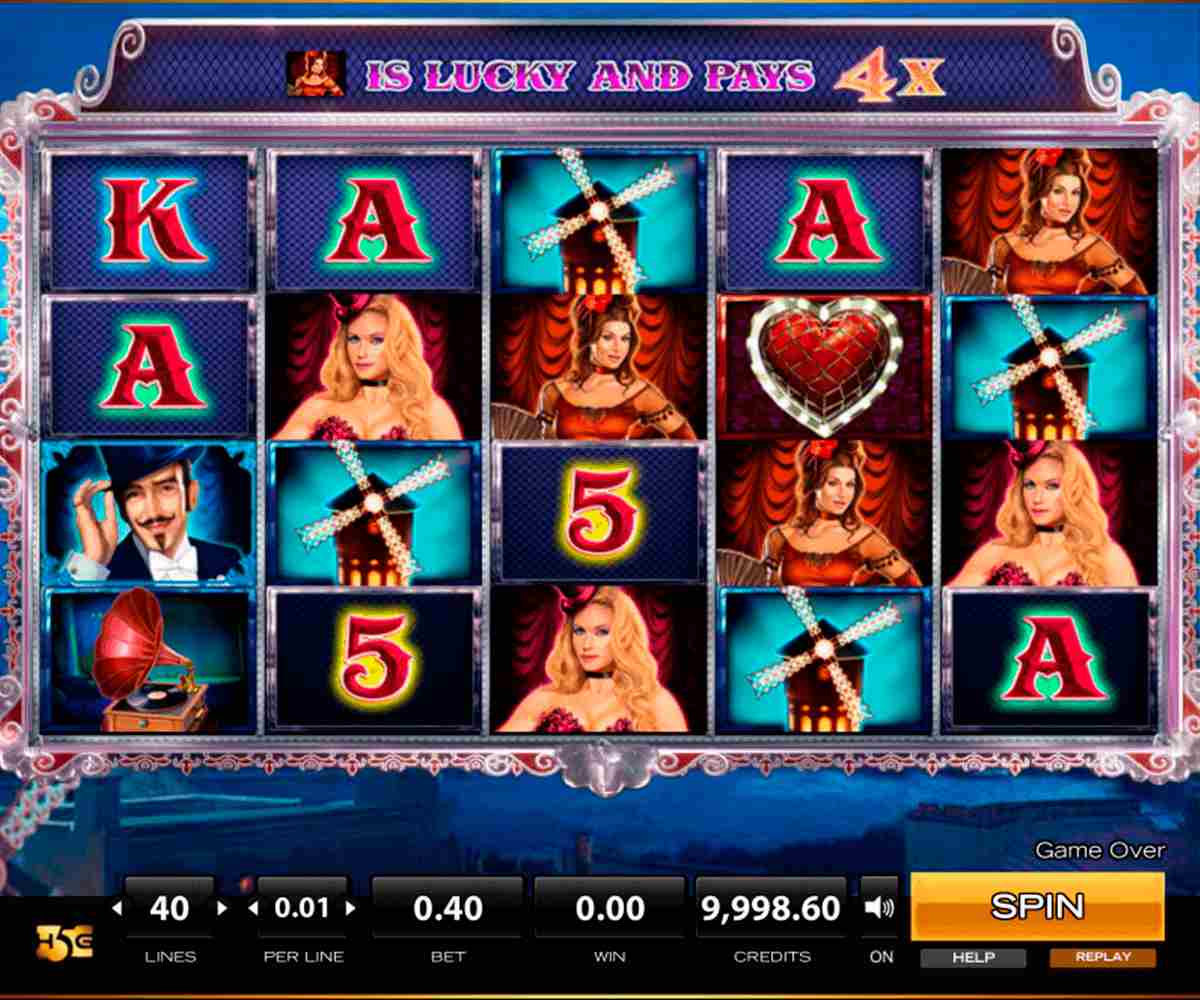 IS LUCKY AND PAYS 4X
K A A
A
5
5 A
Game Over
40 0.01 0.40 0.00 9,998.60 SPIN
LINES PER LINE BET WIN CREDITS ON HELP REPLAY